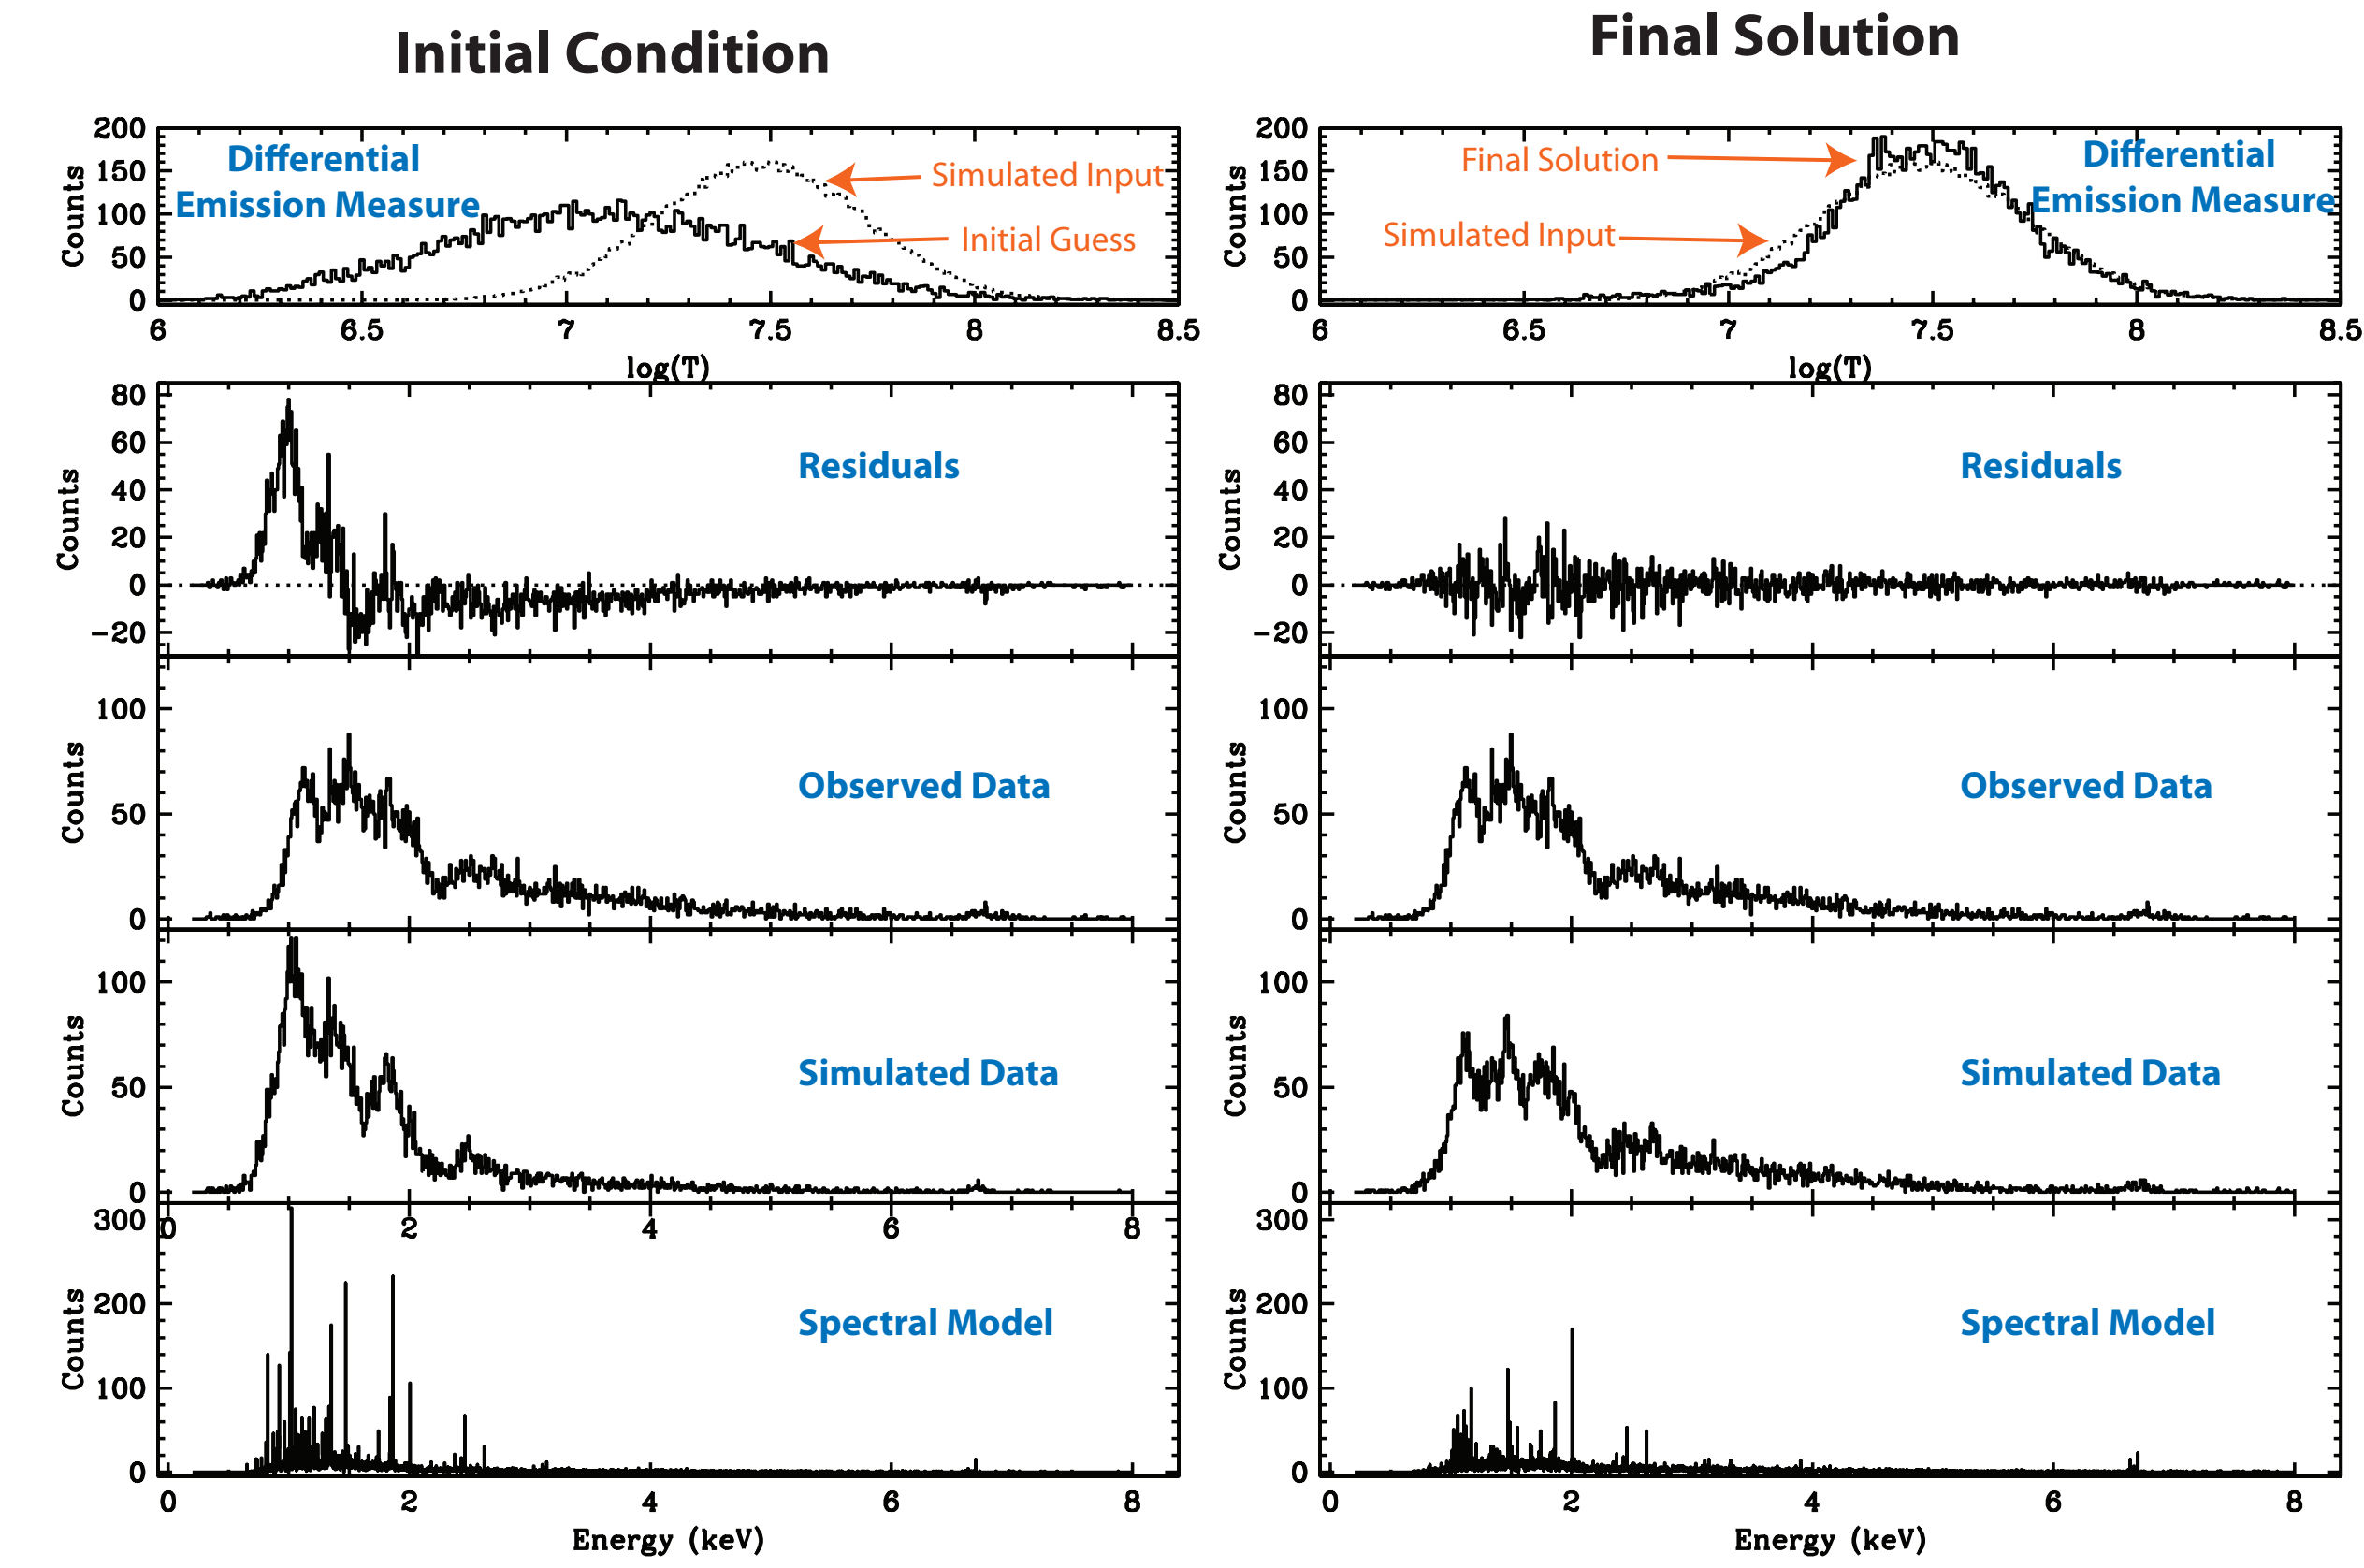 Initial Condition
Differential
Emission Measure
Simulated Input
Initial Guess
Counts
200
150
100
50
0
6
6.5
7
7.5
8
8.5
log(T)
Residuals
Counts
80
60
40
20
0
−20
Observed Data
Counts
100
50
0
Simulated Data
Counts
100
50
0
0
2
4
6
8
Spectral Model
Counts
300
200
100
0
0
2
4
6
8
Energy (keV)
Final Solution
Final Solution
Simulated Input
Differential
Emission Measure
Counts
200
150
100
50
0
6
6.5
7
7.5
8
8.5
log(T)
Residuals
Counts
80
60
40
20
0
−20
Observed Data
Counts
100
50
0
Simulated Data
Counts
100
50
0
Spectral Model
Counts
300
200
100
0
0
2
4
6
8
Energy (keV)